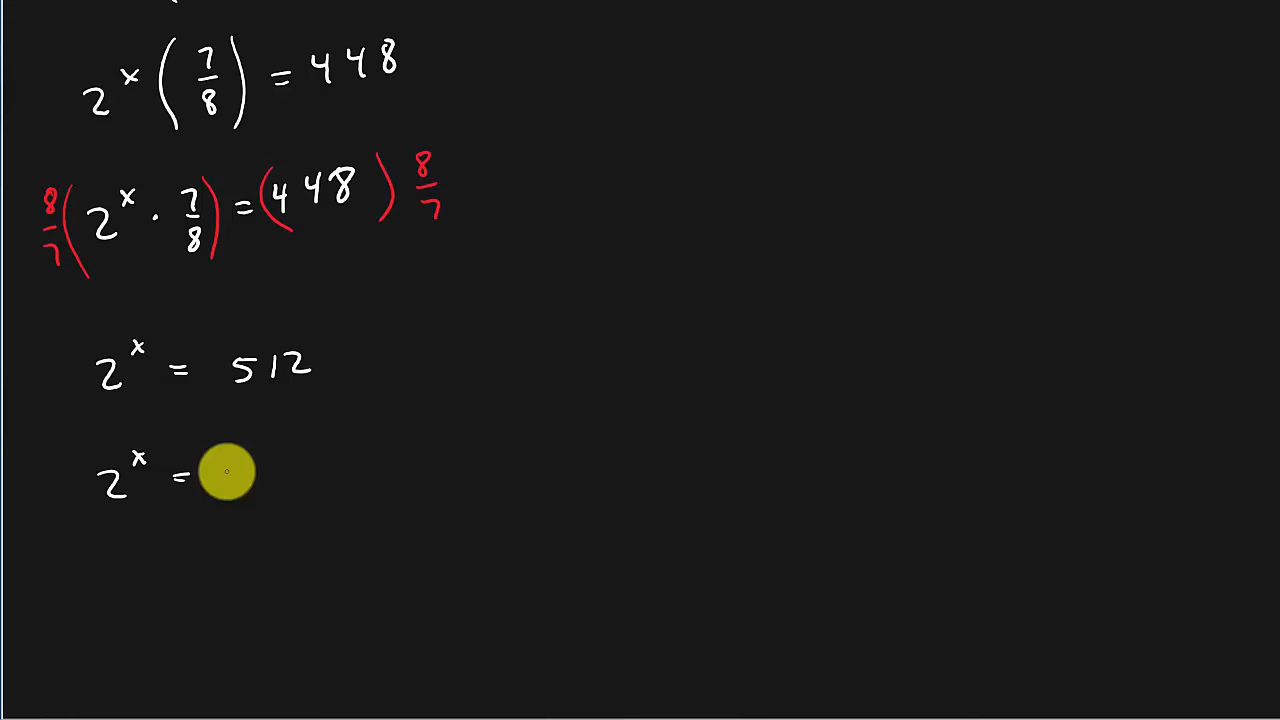 2^x (7/8) = 448
8/7 (2^x · 7/8) = (448) 8/7
2^x = 512
2^x =